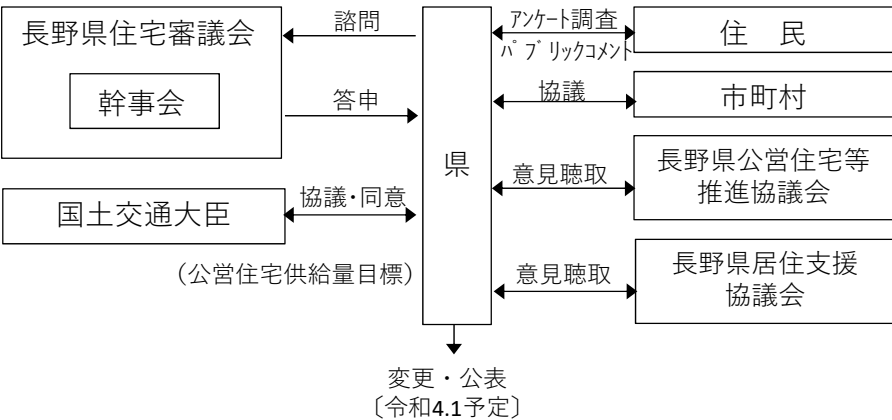 長野県住宅審議会
幹事会
諮問
答申
国土交通大臣
協議・同意
（公営住宅供給量目標）
県
アンケート調査
パブリックコメント
住　民
協議
市町村
意見聴取
長野県公営住宅等
推進協議会
意見聴取
長野県居住支援
協議会
変更・公表
〔令和4.1予定〕